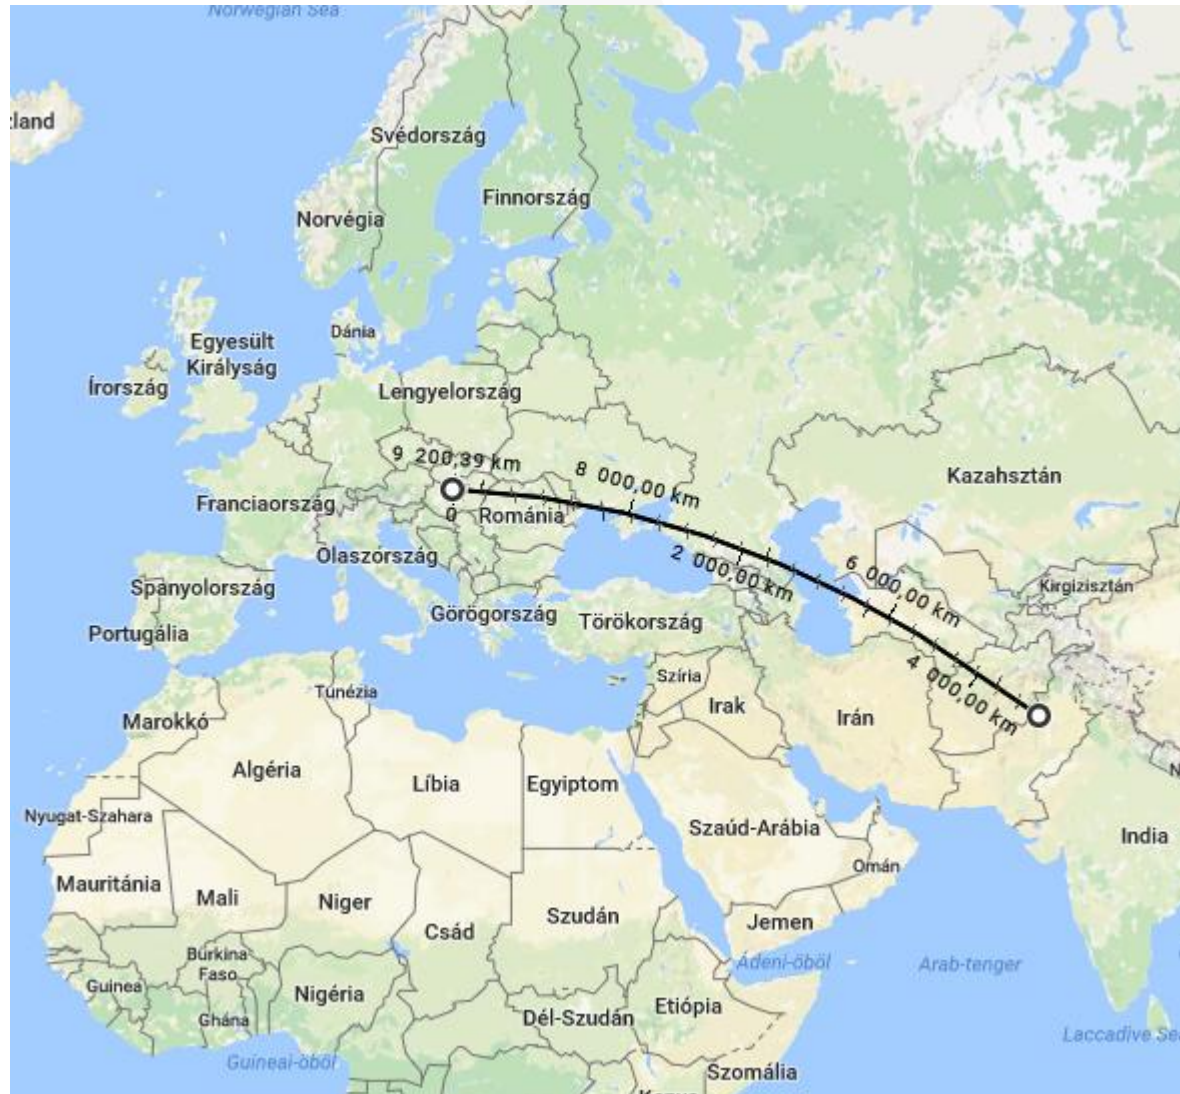 Norwegian Sea
zland
Svédország
Finnország
Norvégia
Dánia
Egyesült
Királyság
Írország
Lengyelország
9 200,39 km
8 000,00 km
Kazahsztán
Franciaország
0
Románia
Olaszország
2 000,00 km
6 000,00 km
Kirgizisztán
Spanyolország
Görögország
Törökország
Portugália
4 000,00 km
Szíria
Tunézia
Irak
Irán
Marokkó
Algéria
Líbia
Egyiptom
N
Nyugat-Szahara
Szaúd-Arábia
India
Omán
Mauritánia
Mali
Niger
Szudán
Jemen
Csád
Burkina
Faso
Ádeni-öböl
Arab-tenger
Guinea
Nigéria
Etiópia
Ghána
Dél-Szudán
Laccadive Se
Guineai-öböl
Szomália